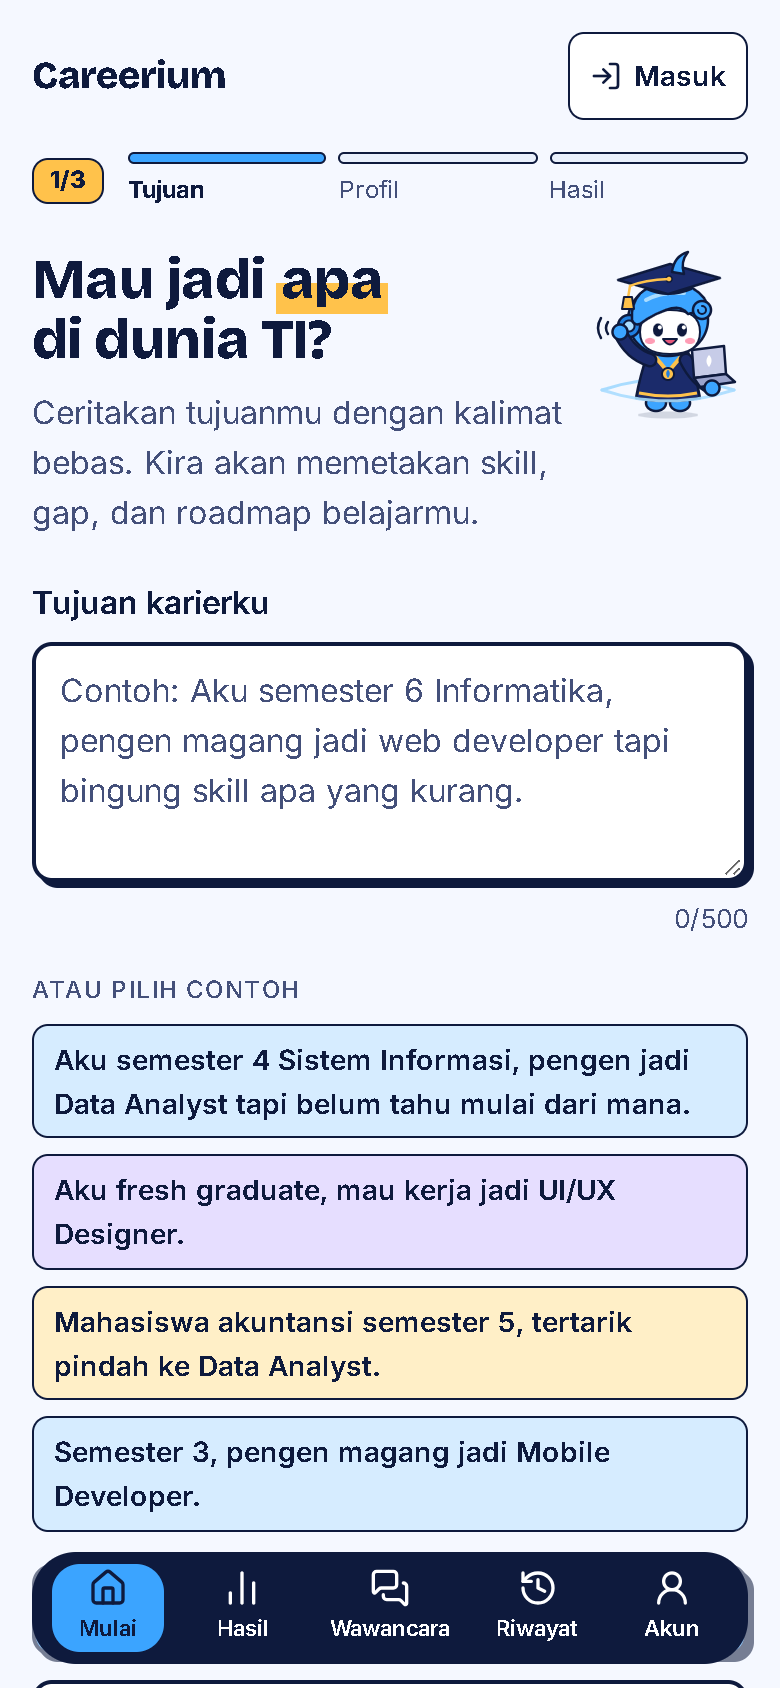 Careerium
Masuk
1/3
Tujuan
Profil
Hasil
Mau jadi apa
di dunia TI?
Ceritakan tujuanmu dengan kalimat
bebas. Kira akan memetakan skill,
gap, dan roadmap belajarmu.
Tujuan karierku
Contoh: Aku semester 6 Informatika,
pengen magang jadi web developer tapi
bingung skill apa yang kurang.
0/500
ATAU PILIH CONTOH
Aku semester 4 Sistem Informasi, pengen jadi
Data Analyst tapi belum tahu mulai dari mana.
Aku fresh graduate, mau kerja jadi UI/UX
Designer.
Mahasiswa akuntansi semester 5, tertarik
pindah ke Data Analyst.
Semester 3, pengen magang jadi Mobile
Developer.
Mulai
Hasil
Wawancara
Riwayat
Akun